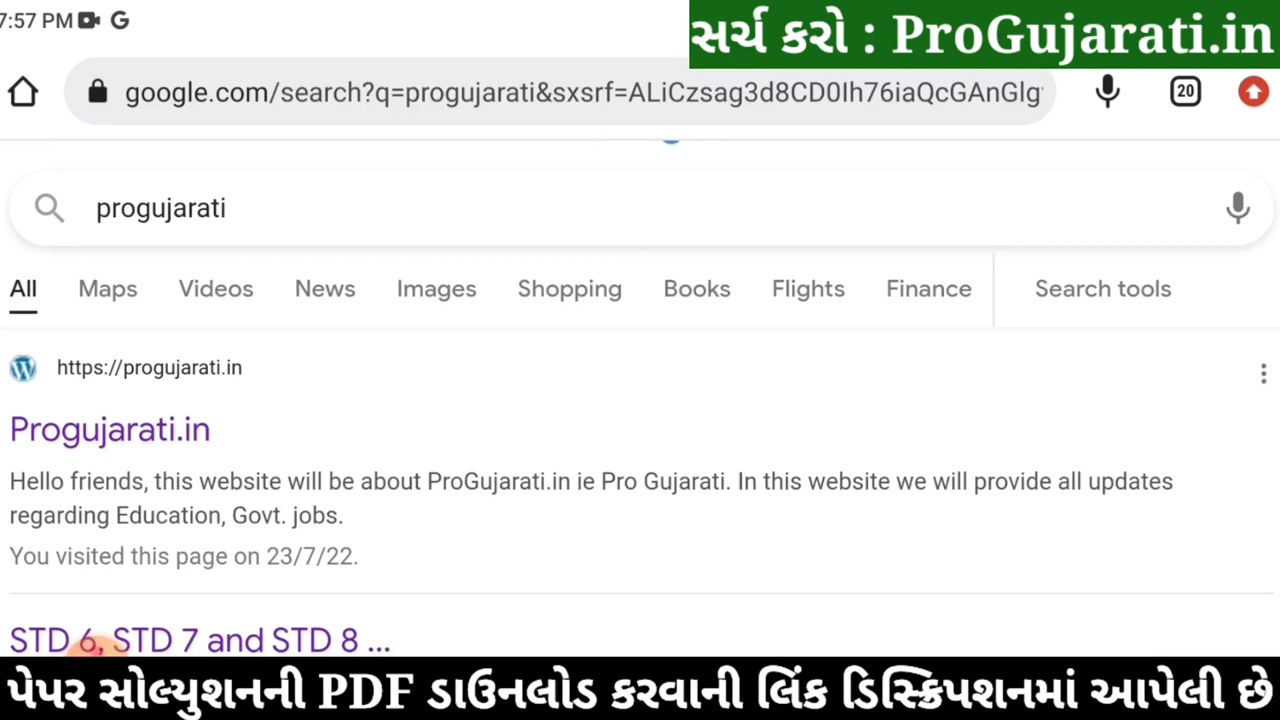 7:57 PM
સર્ચ કરો : ProGujarati.in
google.com/search?q=progujarati&sxsrf=ALiCzsag3d8CD0Ih76iaQcGAnGlg
20
progujarati
All Maps Videos News Images Shopping Books Flights Finance Search tools
https://progujarati.in
Progujarati.in
Hello friends, this website will be about ProGujarati.in ie Pro Gujarati. In this website we will provide all updates
regarding Education, Govt. jobs.
You visited this page on 23/7/22.
STD 6, STD 7 and STD 8 ...
પેપર સોલ્યુશનની PDF ડાઉનલોડ કરવાની લિંક ડિસ્ક્રિપશનમાં આપેલી છે